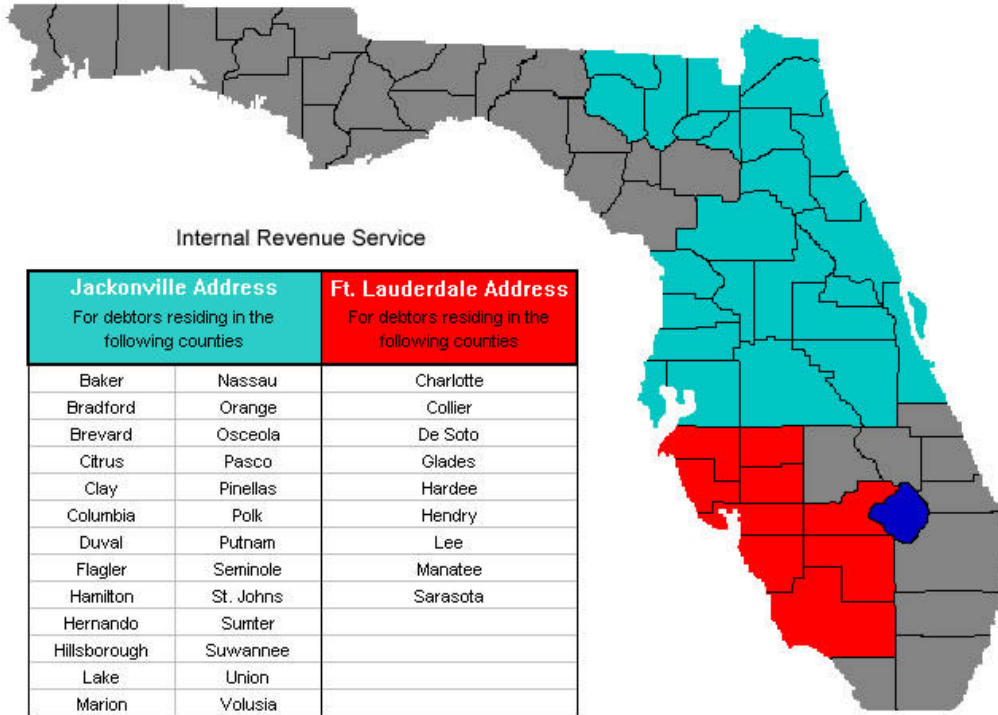 Internal Revenue Service
Jackonville Address Ft. Lauderdale Address
For debtors residing in the For debtors residing in the
following counties following counties
Baker Nassau Charlotte
Bradford Orange Collier
Brevard Osceola De Soto
Citrus Pasco Glades
Clay Pinellas Hardee
Columbia Polk Hendry
Duval Putnam Lee
Flagler Seminole Manatee
Hamilton St. Johns Sarasota
Hernando Sumter
Hillsborough Suwannee
Lake Union
Marion Volusia